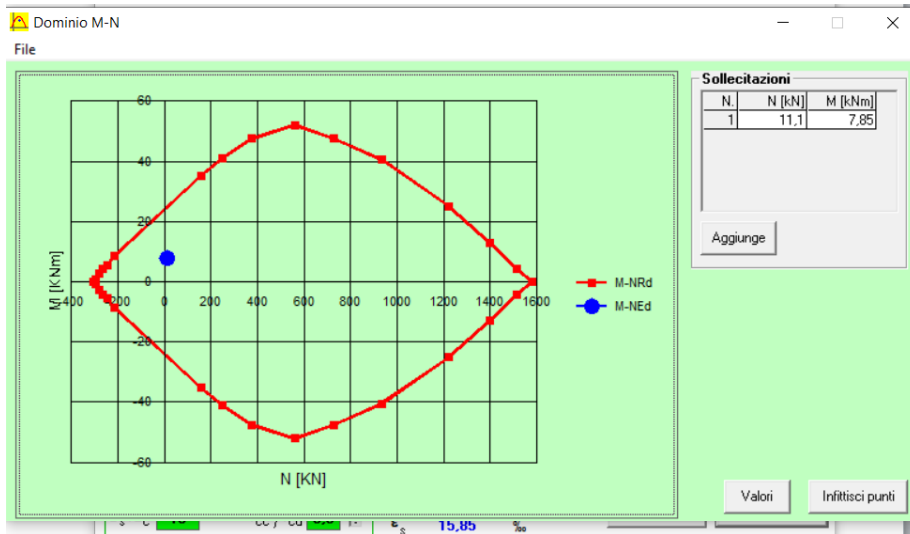 Dominio M-N
File
Sollecitazioni
N. N [kN] M [kNm]
1 11,1 7,85
Aggiunge
60
40
20
0
-20
-40
-60
M [KNm]
-400 -200 0 200 400 600 800 1000 1200 1400 1600
N [KN]
M-NRd
M-NEd
Valori
Infittisci punti
15,85 ‰